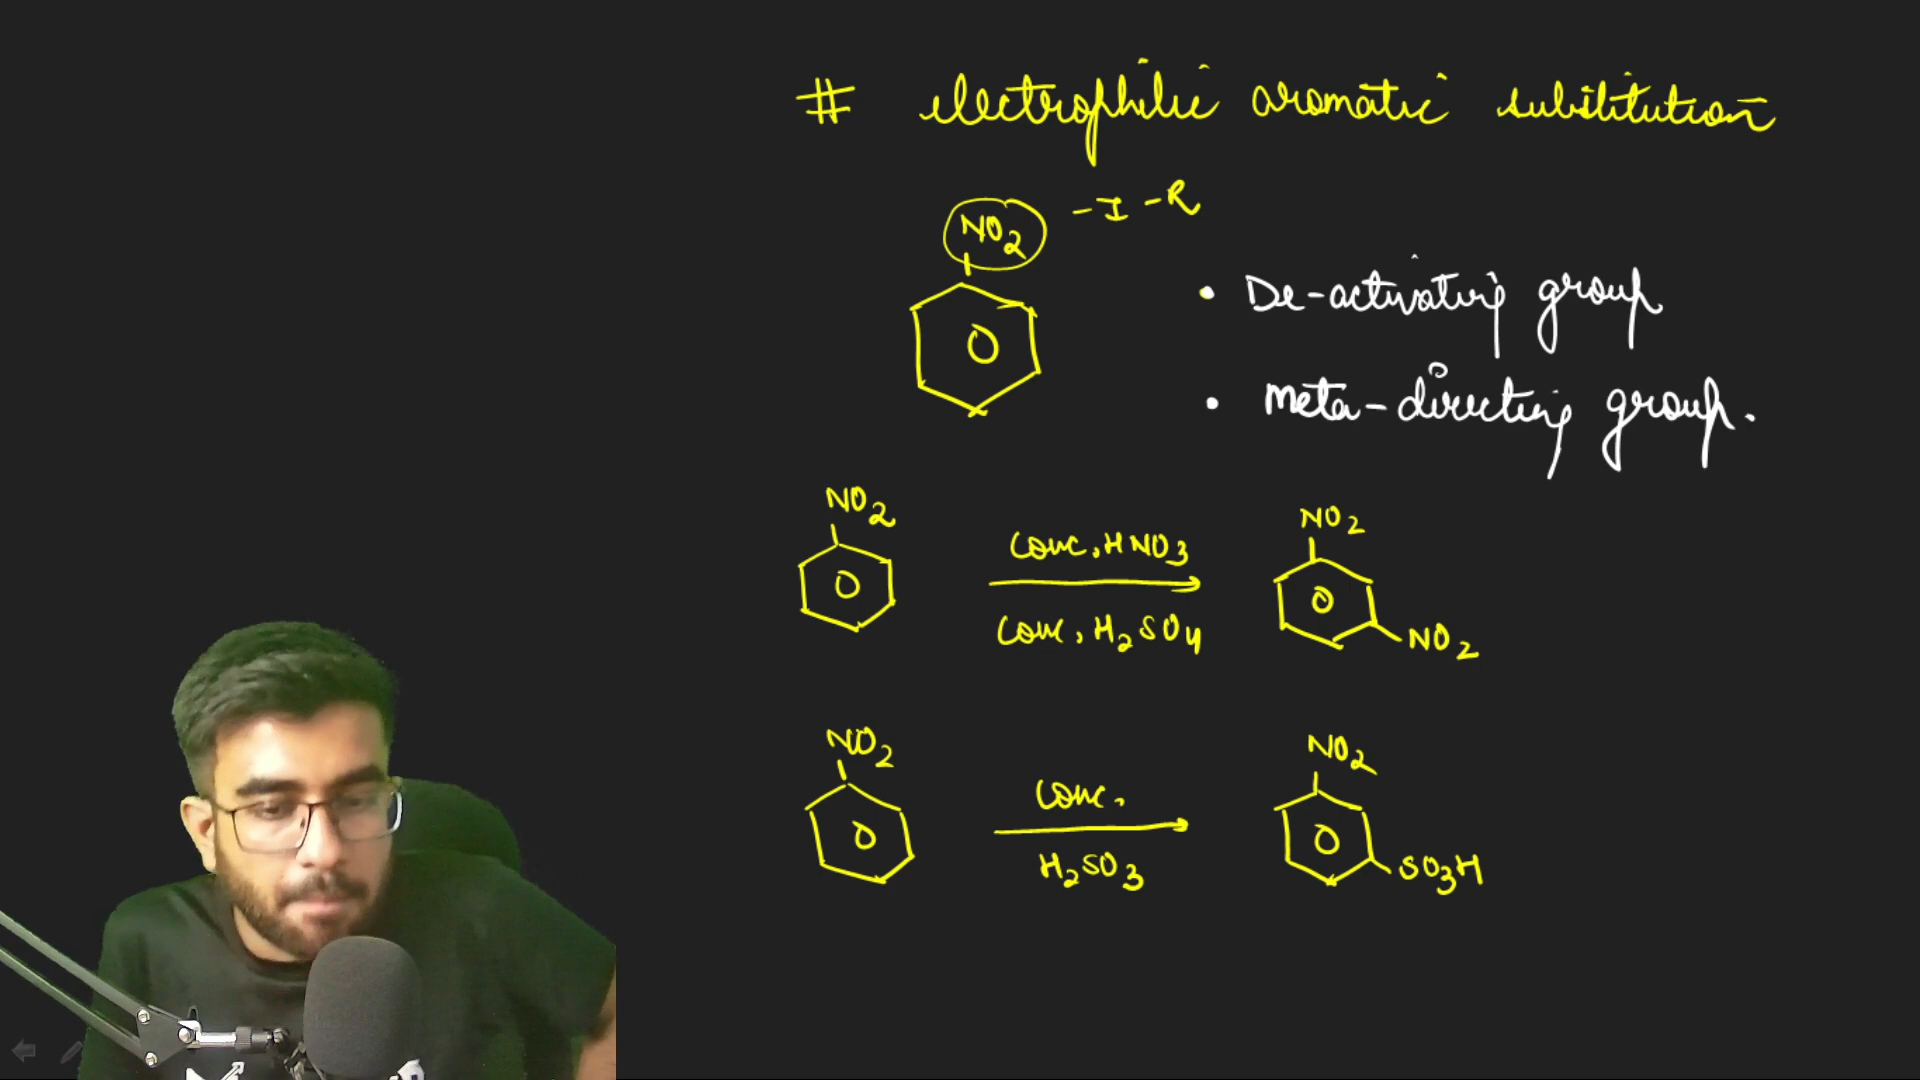 # electrophilic aromatic substitution
NO2 -I -R
• De-activating group
• Meta-directing group.
NO2
conc, HNO3
conc, H2SO4
NO2
NO2
NO2
conc,
H2SO3
NO2
SO3H